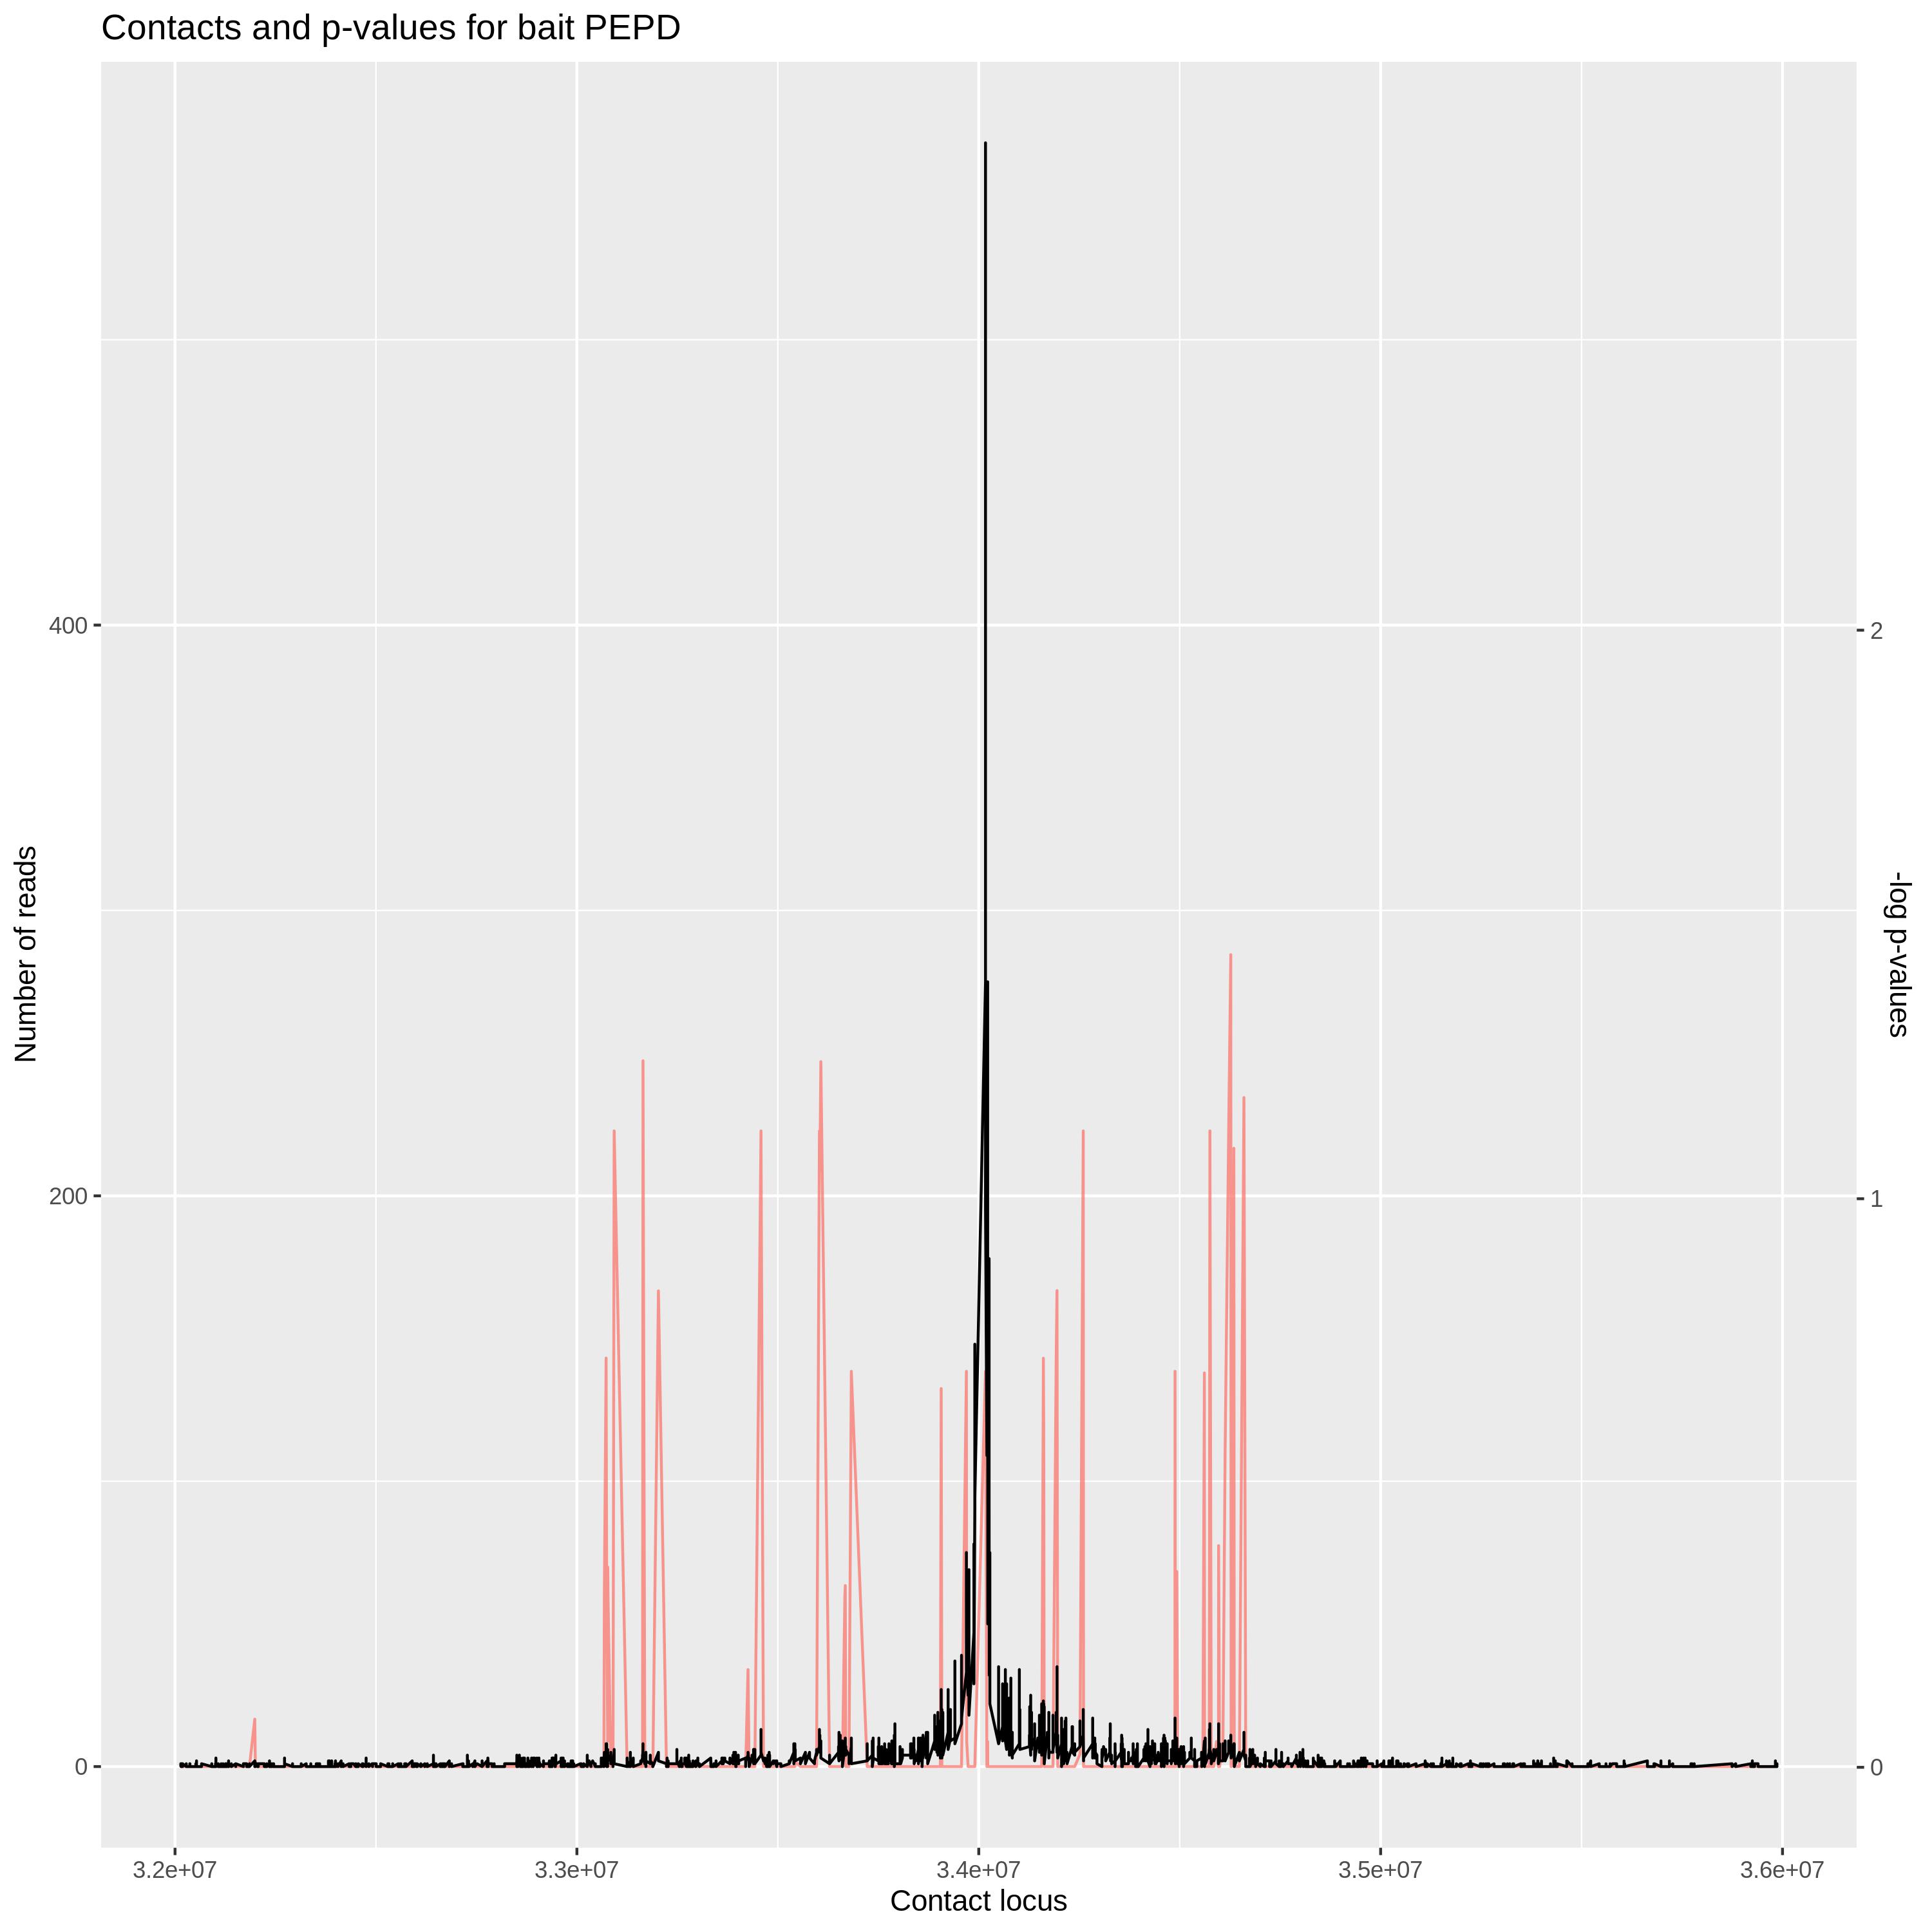 Contacts and p-values for bait PEPD
Number of reads
400
200
0
2
1
0
-log p-values
3.2e+07
3.3e+07
3.4e+07
3.5e+07
3.6e+07
Contact locus